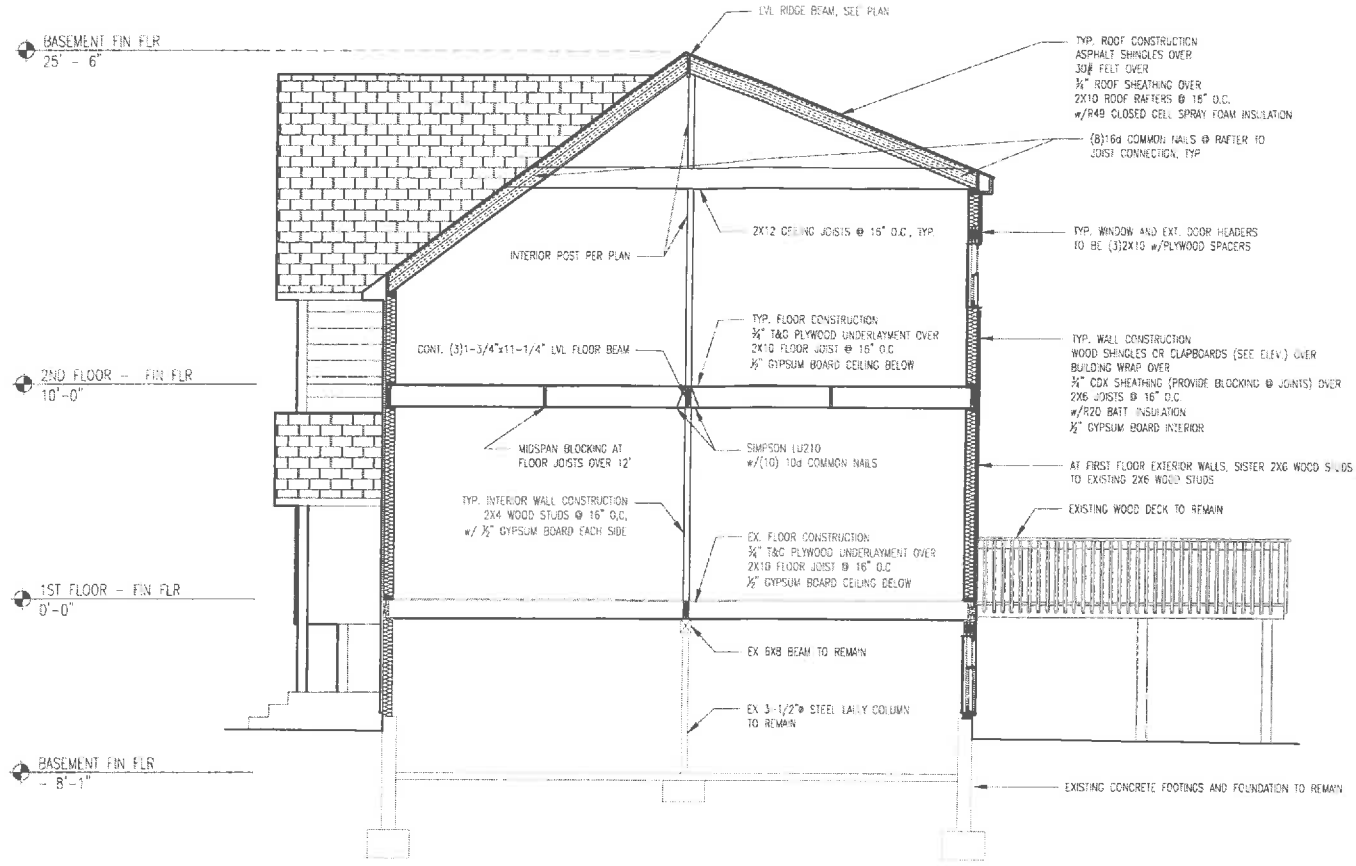 LVL RIDGE BEAM, SEE PLAN
BASEMENT FIN FLR
25' - 6"
TYP. ROOF CONSTRUCTION
ASPHALT SHINGLES OVER
30# FELT OVER
¾" ROOF SHEATHING OVER
2X10 ROOF RAFTERS @ 16" O.C.
w/R49 CLOSED CELL SPRAY FOAM INSULATION
(8)16d COMMON NAILS @ RAFTER TO
JOIST CONNECTION, TYP
2X12 CEILING JOISTS @ 16" O.C., TYP.
TYP. WINDOW AND EXT. DOOR HEADERS
TO BE (3)2X10 w/PLYWOOD SPACERS
INTERIOR POST PER PLAN
TYP. FLOOR CONSTRUCTION
¾" T&G PLYWOOD UNDERLAYMENT OVER
2X10 FLOOR JOIST @ 16" O.C
½" GYPSUM BOARD CEILING BELOW
CONT. (3)1-3/4"x11-1/4" LVL FLOOR BEAM
TYP. WALL CONSTRUCTION
WOOD SHINGLES OR CLAPBOARDS (SEE ELEV.) OVER
BUILDING WRAP OVER
¾" CDX SHEATHING (PROVIDE BLOCKING @ JOINTS) OVER
2X6 JOISTS @ 16" O.C
w/R20 BATT INSULATION
½" GYPSUM BOARD INTERIOR
2ND FLOOR - FIN FLR
10'-0"
MIDSPAN BLOCKING AT
FLOOR JOISTS OVER 12'
SIMPSON LU210
w/(10) 10d COMMON NAILS
AT FIRST FLOOR EXTERIOR WALLS, SISTER 2X6 WOOD STUDS
TO EXISTING 2X6 WOOD STUDS
TYP. INTERIOR WALL CONSTRUCTION
2X4 WOOD STUDS @ 16" O.C,
w/ ½" GYPSUM BOARD EACH SIDE
EXISTING WOOD DECK TO REMAIN
EX. FLOOR CONSTRUCTION
¾" T&G PLYWOOD UNDERLAYMENT OVER
2X10 FLOOR JOIST @ 16" O.C
½" GYPSUM BOARD CEILING BELOW
1ST FLOOR - FIN FLR
0'-0"
EX 6X8 BEAM TO REMAIN
EX 3-1/2"ø STEEL LALLY COLUMN
TO REMAIN
BASEMENT FIN FLR
- 8'-1"
EXISTING CONCRETE FOOTINGS AND FOUNDATION TO REMAIN